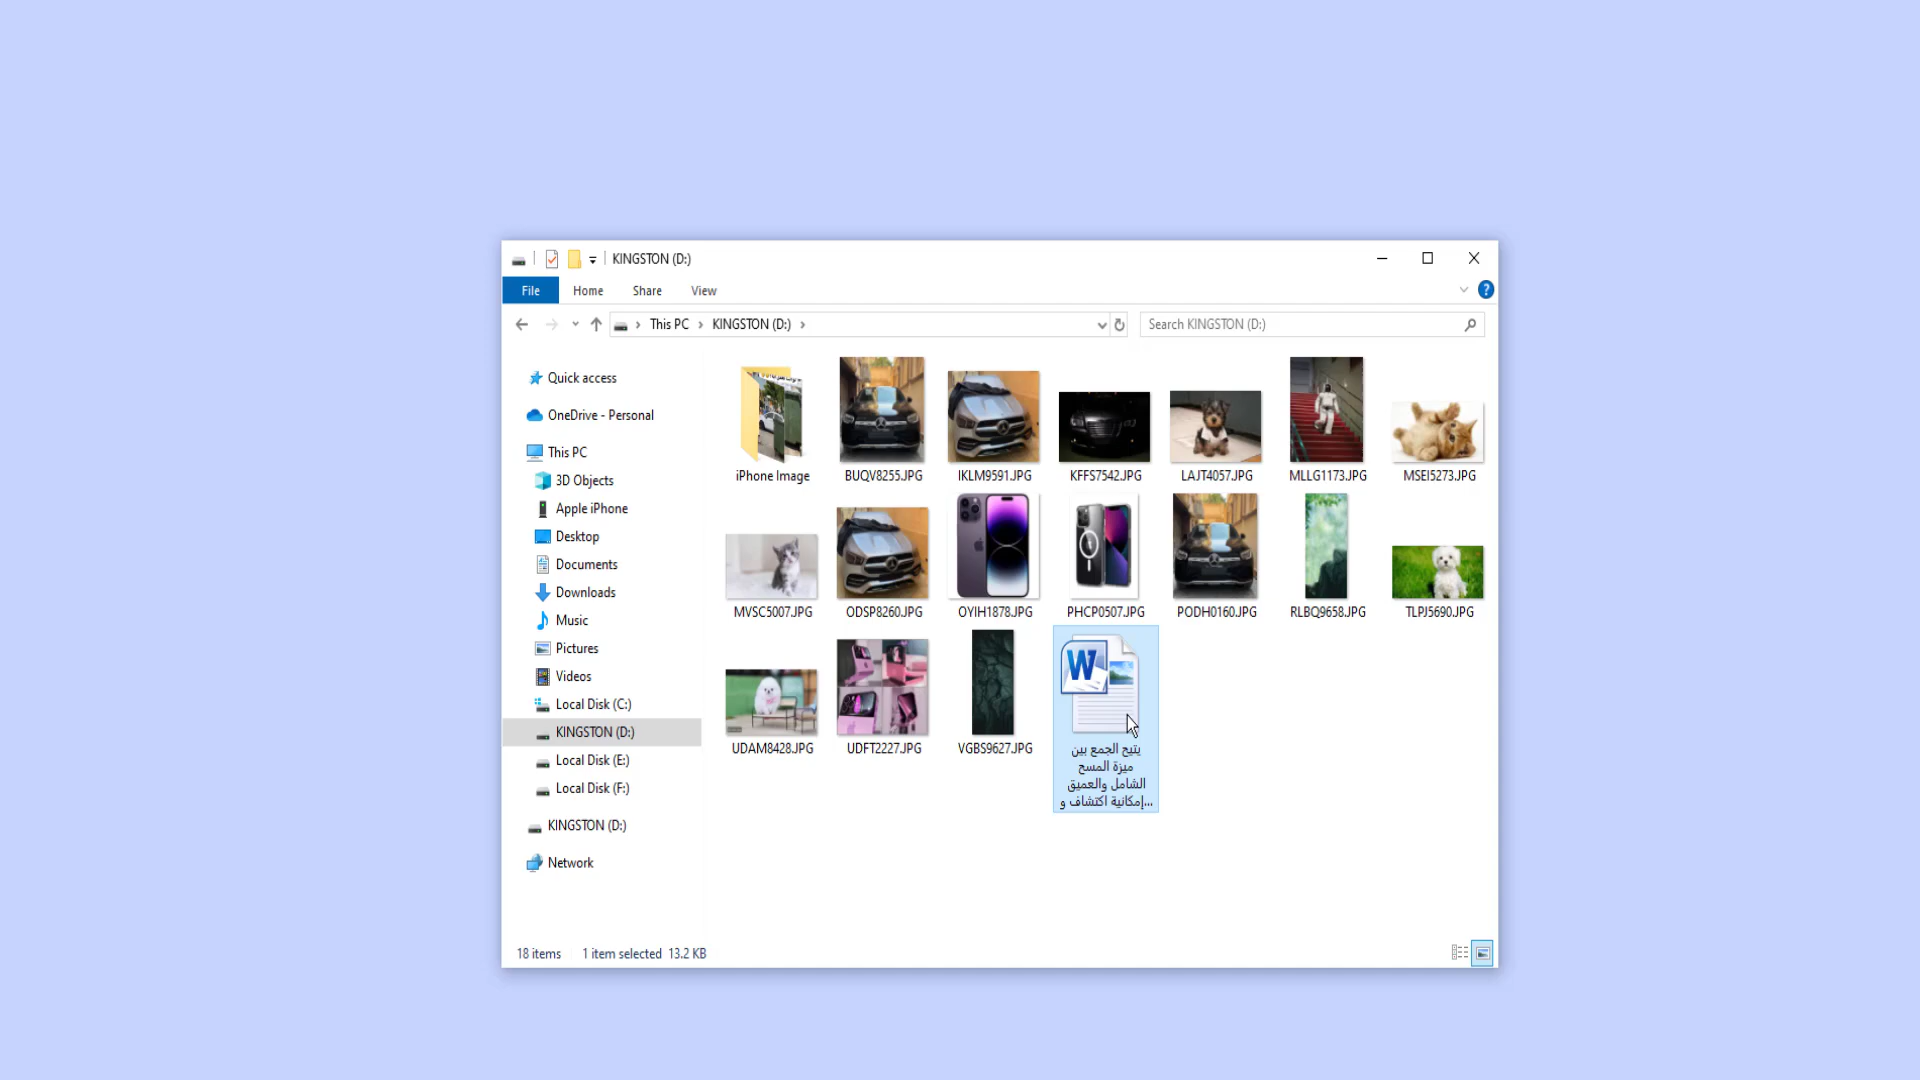 KINGSTON (D:)
File
Home
Share
View
This PC
KINGSTON (D:)
Search KINGSTON (D:)
Quick access
OneDrive - Personal
This PC
3D Objects
Apple iPhone
Desktop
Documents
Downloads
Music
Pictures
Videos
Local Disk (C:)
KINGSTON (D:)
Local Disk (E:)
Local Disk (F:)
KINGSTON (D:)
Network
iPhone Image
BUQV8255.JPG
IKLM9591.JPG
KFFS7542.JPG
LAJT4057.JPG
MLLG1173.JPG
MSEI5273.JPG
MVSC5007.JPG
ODSP8260.JPG
OYIH1878.JPG
PHCP0507.JPG
PODH0160.JPG
RLBQ9658.JPG
TLPJ5690.JPG
UDAM8428.JPG
UDFT2227.JPG
VGBS9627.JPG
W
يتيح الجمع بين
ميزة المسح
الشامل والعميق
إمكانية اكتشاف و...
18 items
1 item selected 13.2 KB